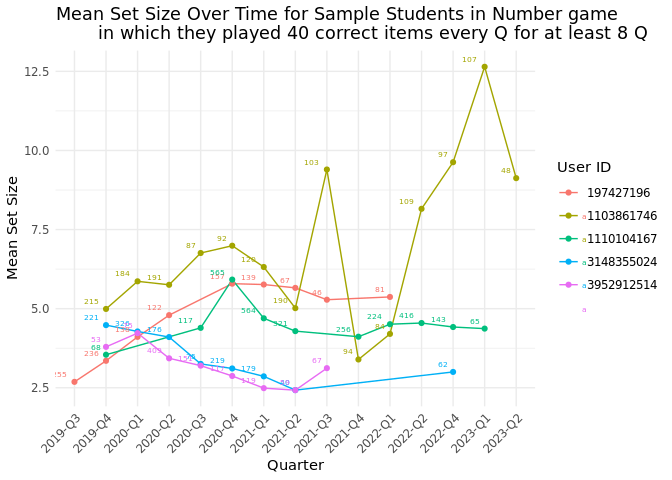 Mean Set Size Over Time for Sample Students in Number game
in which they played 40 correct items every Q for at least 8 Q
107
12.5
103
97
10.0
48
109
92
87
7.5
565
128
184
191
157
139
67
215
190
46
81
5.0
221
326
122
117
564
321
256
224
416
143
65
84
176
53
68
236
94
219
179
67
62
2.5
119
Mean Set Size
2019-Q3
2019-Q4
2020-Q1
2020-Q2
2020-Q3
2020-Q4
2021-Q1
2021-Q2
2021-Q3
2021-Q4
2022-Q1
2022-Q2
2022-Q4
2023-Q1
2023-Q2
Quarter
User ID
197427196
a 1103861746
a 1110104167
a 3148355024
a 3952912514
a